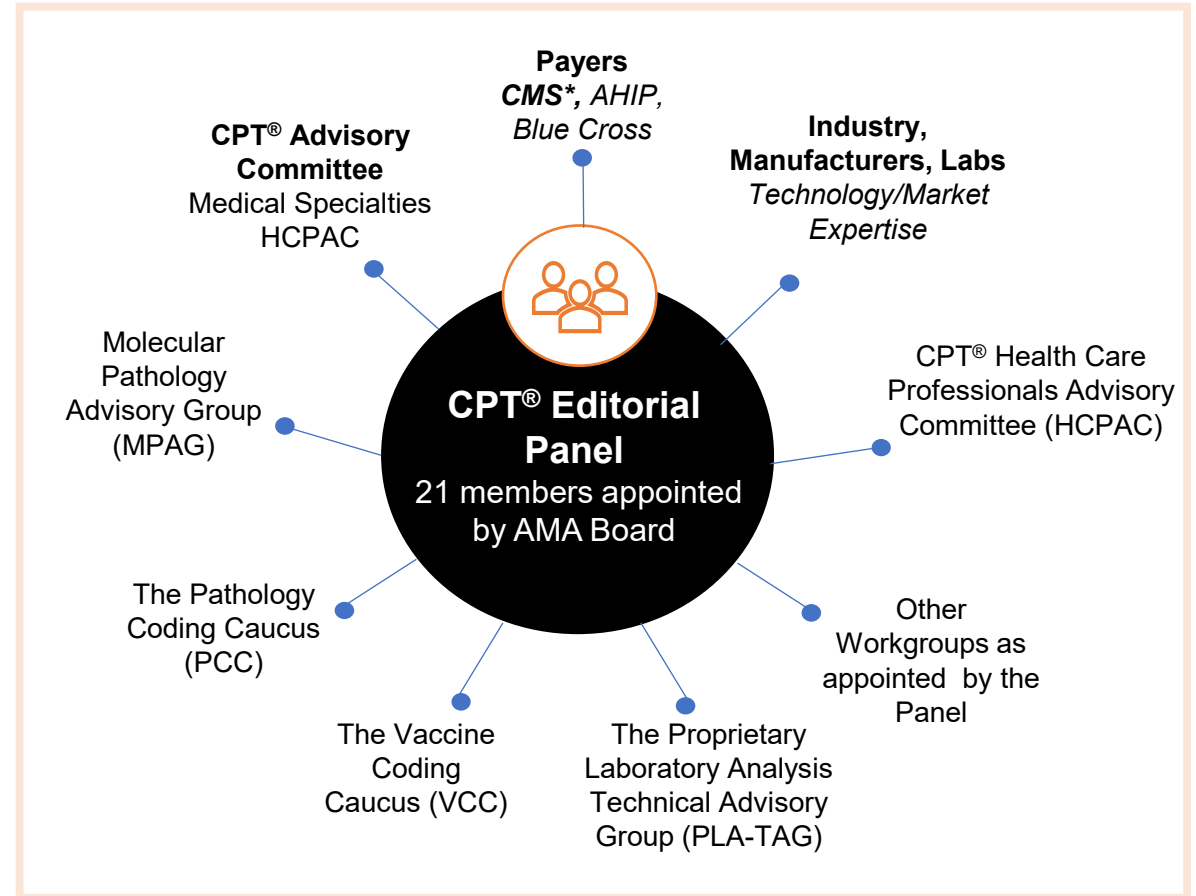 Payers
CMS*, AHIP,
Blue Cross
CPT® Advisory
Committee
Medical Specialties
HCPAC
Industry,
Manufacturers, Labs
Technology/Market
Expertise
Molecular
Pathology
Advisory Group
(MPAG)
CPT® Health Care
Professionals Advisory
Committee (HCPAC)
CPT® Editorial
Panel
21 members appointed
by AMA Board
The Pathology
Coding Caucus
(PCC)
Other
Workgroups as
appointed by the
Panel
The Vaccine
Coding
Caucus (VCC)
The Proprietary
Laboratory Analysis
Technical Advisory
Group (PLA-TAG)